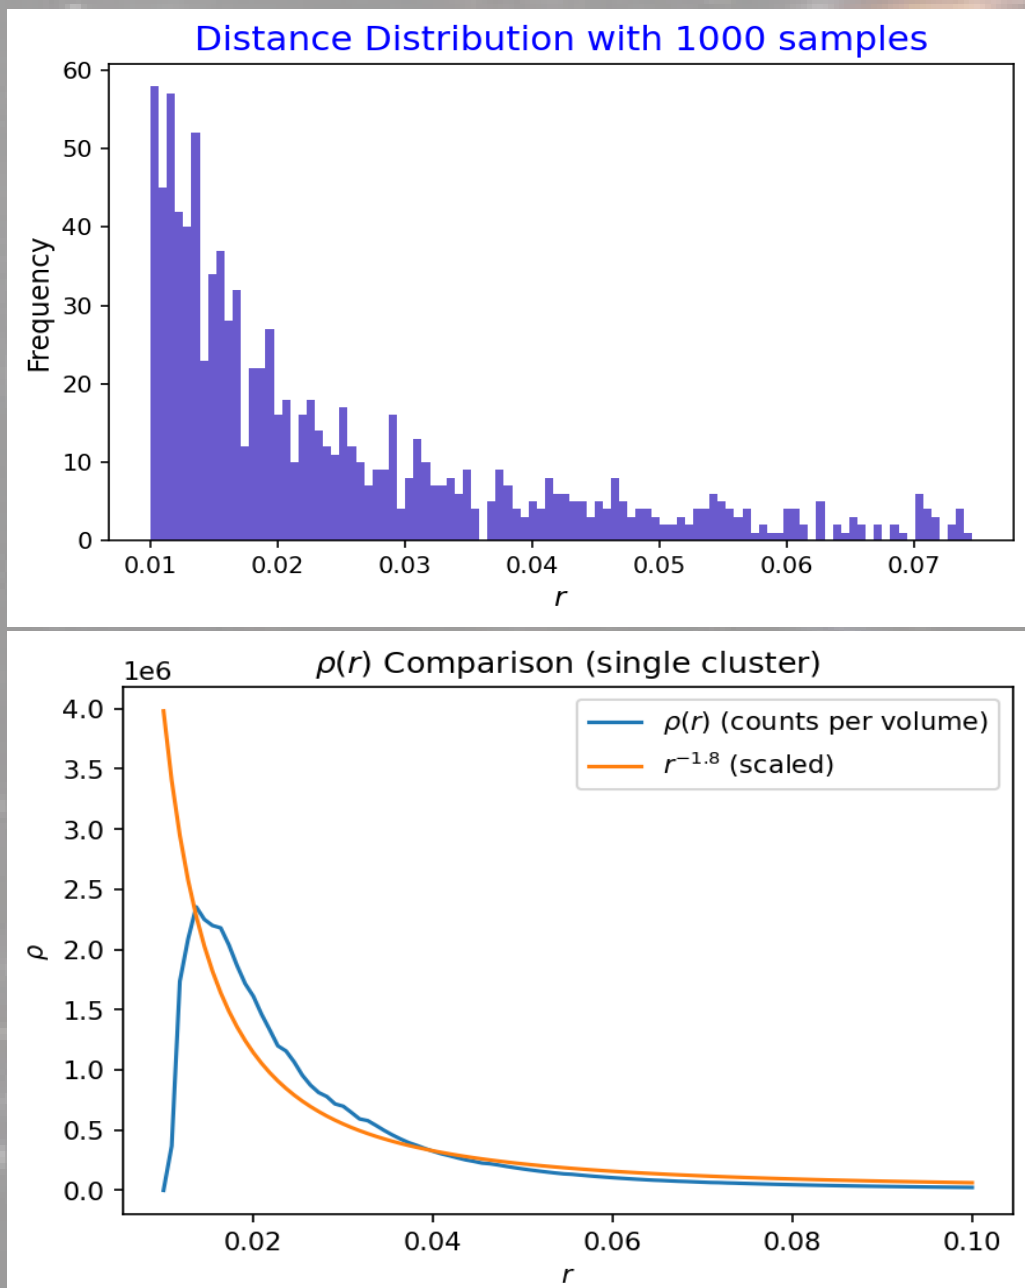 Distance Distribution with 1000 samples
60
50
40
30
20
10
0
Frequency
0.01 0.02 0.03 0.04 0.05 0.06 0.07
r
ρ(r) Comparison (single cluster)
1e6
4.0
3.5
3.0
2.5
2.0
1.5
1.0
0.5
0.0
ρ
ρ(r) (counts per volume)
r⁻¹·⁸ (scaled)
0.02 0.04 0.06 0.08 0.10
r